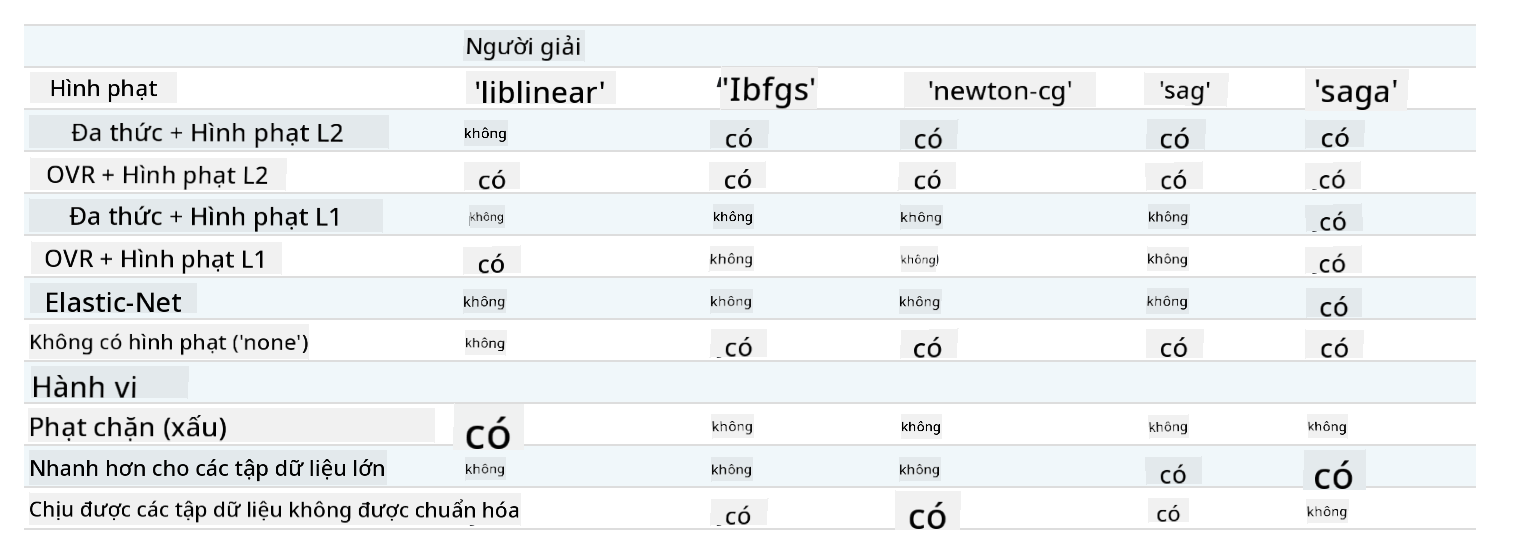 Người giải
Hình phạt 'liblinear' “'Ibfgs' 'newton-cg' 'sag' 'saga'
Đa thức + Hình phạt L2 không có có có có
OVR + Hình phạt L2 có có có có có
Đa thức + Hình phạt L1 không không không không có
OVR + Hình phạt L1 có không không không có
Elastic-Net không không không không có
Không có hình phạt ('none') không có có có có
Hành vi
Phạt chặn (xấu) có không không không không
Nhanh hơn cho các tập dữ liệu lớn không không không có có
Chịu được các tập dữ liệu không được chuẩn hóa có có có không